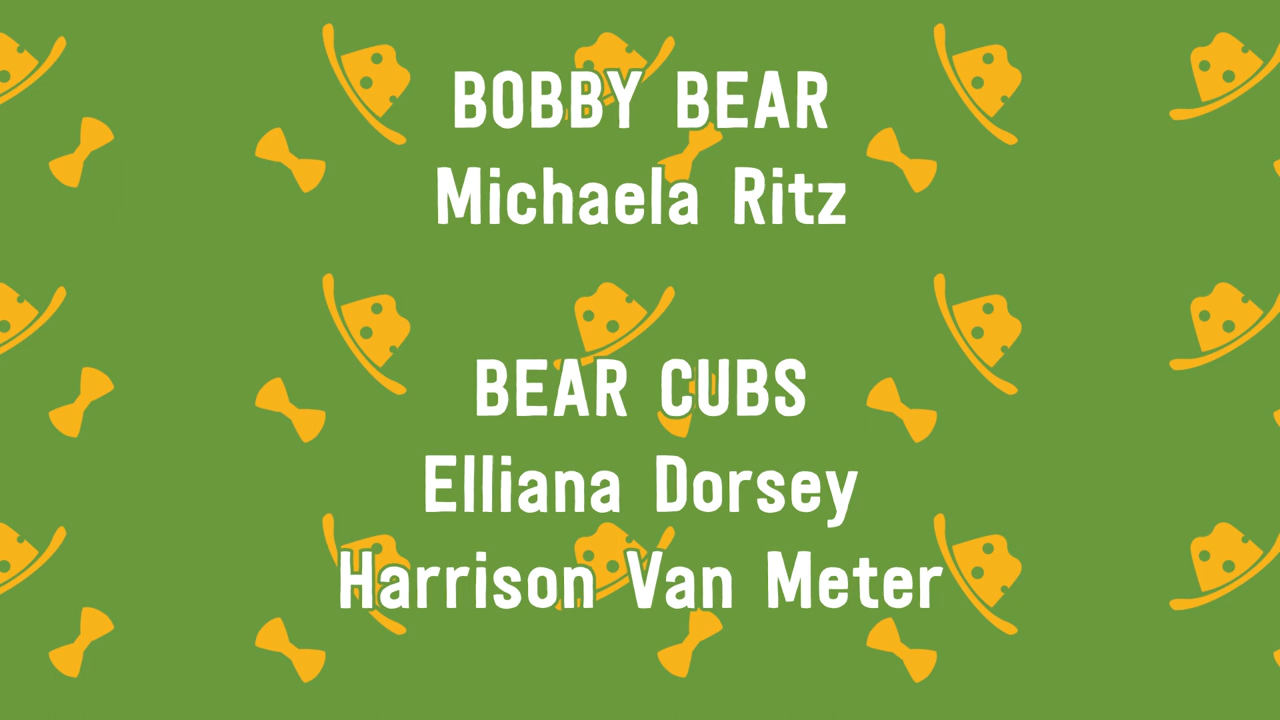 BOBBY BEAR
Michaela Ritz
BEAR CUBS
Elliana Dorsey
Harrison Van Meter